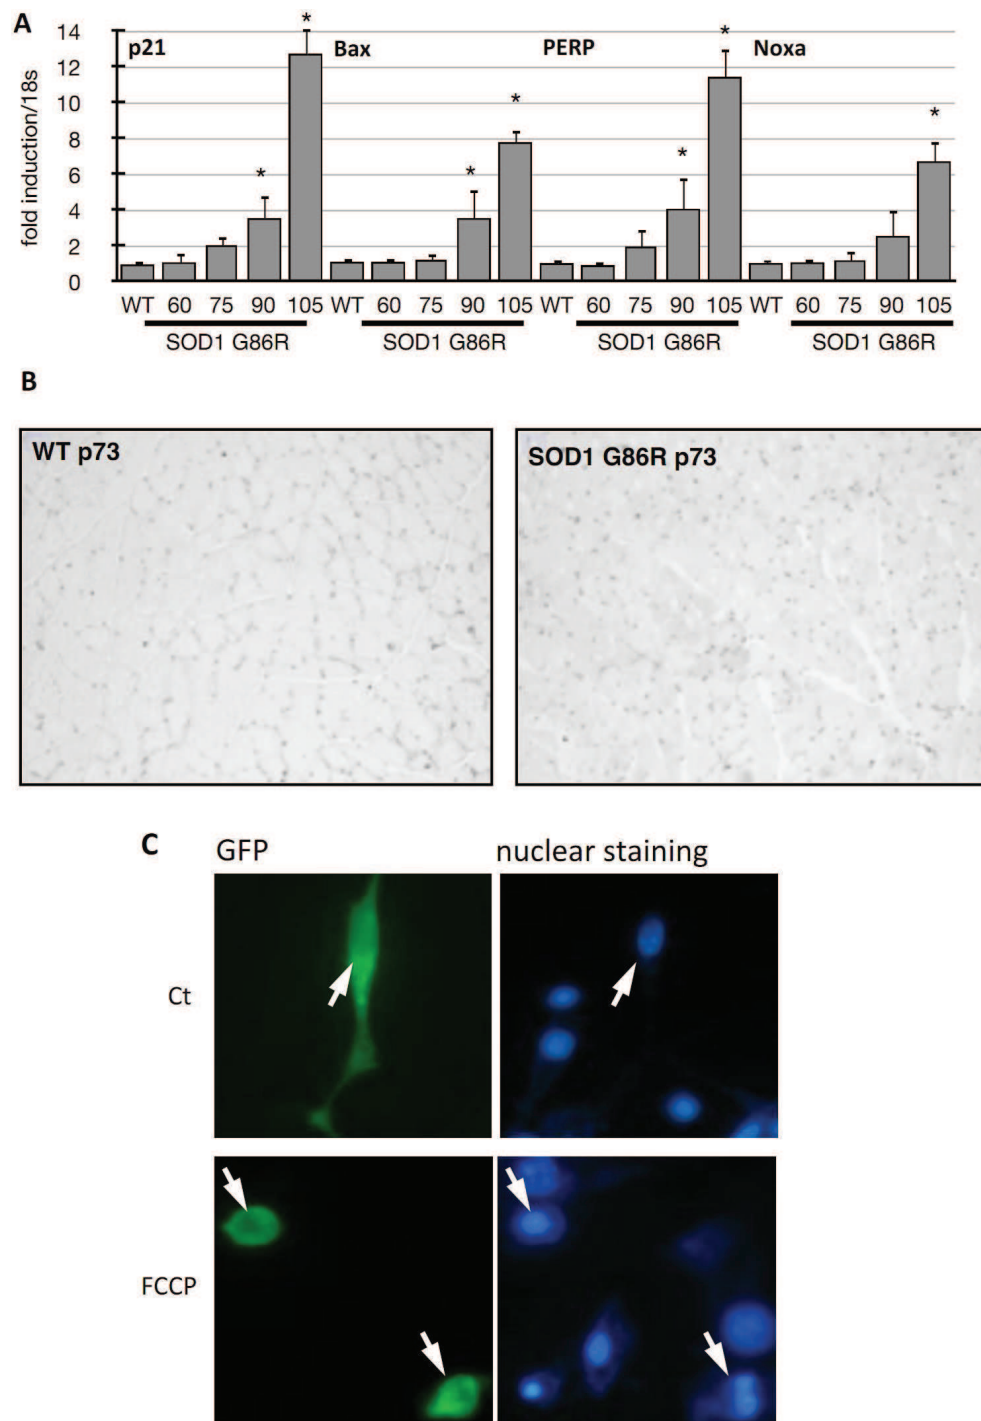 A
p21
Bax
PERP
Noxa
fold induction/18s
14
12
10
8
6
4
2
0
* * * * * * *
WT 60 75 90 105 WT 60 75 90 105 WT 60 75 90 105 WT 60 75 90 105
SOD1 G86R SOD1 G86R SOD1 G86R SOD1 G86R
B
WT p73
SOD1 G86R p73
C
GFP
nuclear staining
Ct
FCCP